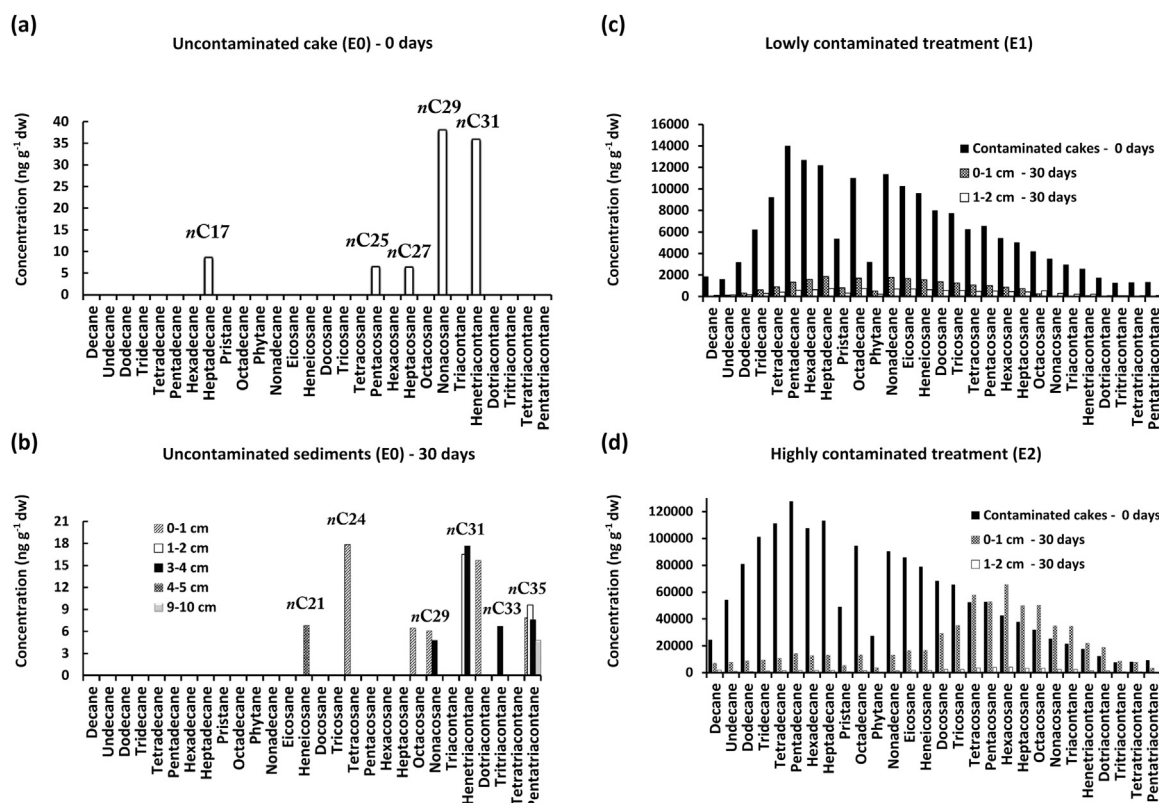 (a)
Uncontaminated cake (E0) - 0 days
Concentration (ng g-1 dw)
40
35
30
25
20
15
10
5
0
nC17
nC25
nC27
nC29
nC31
Decane
Undecane
Dodecane
Tridecane
Tetradecane
Pentadecane
Hexadecane
Heptadecane
Pristane
Octadecane
Phytane
Nonadecane
Eicosane
Heneicosane
Docosane
Tricosane
Tetracosane
Pentacosane
Hexacosane
Heptacosane
Octacosane
Nonacosane
Triacontane
Henetriacontane
Dotriacontane
Tritriacontane
Tetratriacontane
Pentatriacontane
(b)
Uncontaminated sediments (E0) - 30 days
Concentration (ng g-1 dw)
21
18
15
12
9
6
3
0
0-1 cm
1-2 cm
3-4 cm
4-5 cm
9-10 cm
nC21
nC24
nC29
nC31
nC33
nC35
Decane
Undecane
Dodecane
Tridecane
Tetradecane
Pentadecane
Hexadecane
Heptadecane
Pristane
Octadecane
Phytane
Nonadecane
Eicosane
Heneicosane
Docosane
Tricosane
Tetracosane
Pentacosane
Hexacosane
Heptacosane
Octacosane
Nonacosane
Triacontane
Henetriacontane
Dotriacontane
Tritriacontane
Tetratriacontane
Pentatriacontane
(c)
Lowly contaminated treatment (E1)
Concentration (ng g-1 dw)
16000
14000
12000
10000
8000
6000
4000
2000
0
Contaminated cakes - 0 days
0-1 cm - 30 days
1-2 cm - 30 days
Decane
Undecane
Dodecane
Tridecane
Tetradecane
Pentadecane
Hexadecane
Heptadecane
Pristane
Octadecane
Phytane
Nonadecane
Eicosane
Heneicosane
Docosane
Tricosane
Tetracosane
Pentacosane
Hexacosane
Heptacosane
Octacosane
Nonacosane
Triacontane
Henetriacontane
Dotriacontane
Tritriacontane
Tetratriacontane
Pentatriacontane
(d)
Highly contaminated treatment (E2)
Concentration (ng g-1 dw)
120000
100000
80000
60000
40000
20000
0
Contaminated cakes - 0 days
0-1 cm - 30 days
1-2 cm - 30 days
Decane
Undecane
Dodecane
Tridecane
Tetradecane
Pentadecane
Hexadecane
Heptadecane
Pristane
Octadecane
Phytane
Nonadecane
Eicosane
Heneicosane
Docosane
Tricosane
Tetracosane
Pentacosane
Hexacosane
Heptacosane
Octacosane
Nonacosane
Triacontane
Henetriacontane
Dotriacontane
Tritriacontane
Tetratriacontane
Pentatriacontane